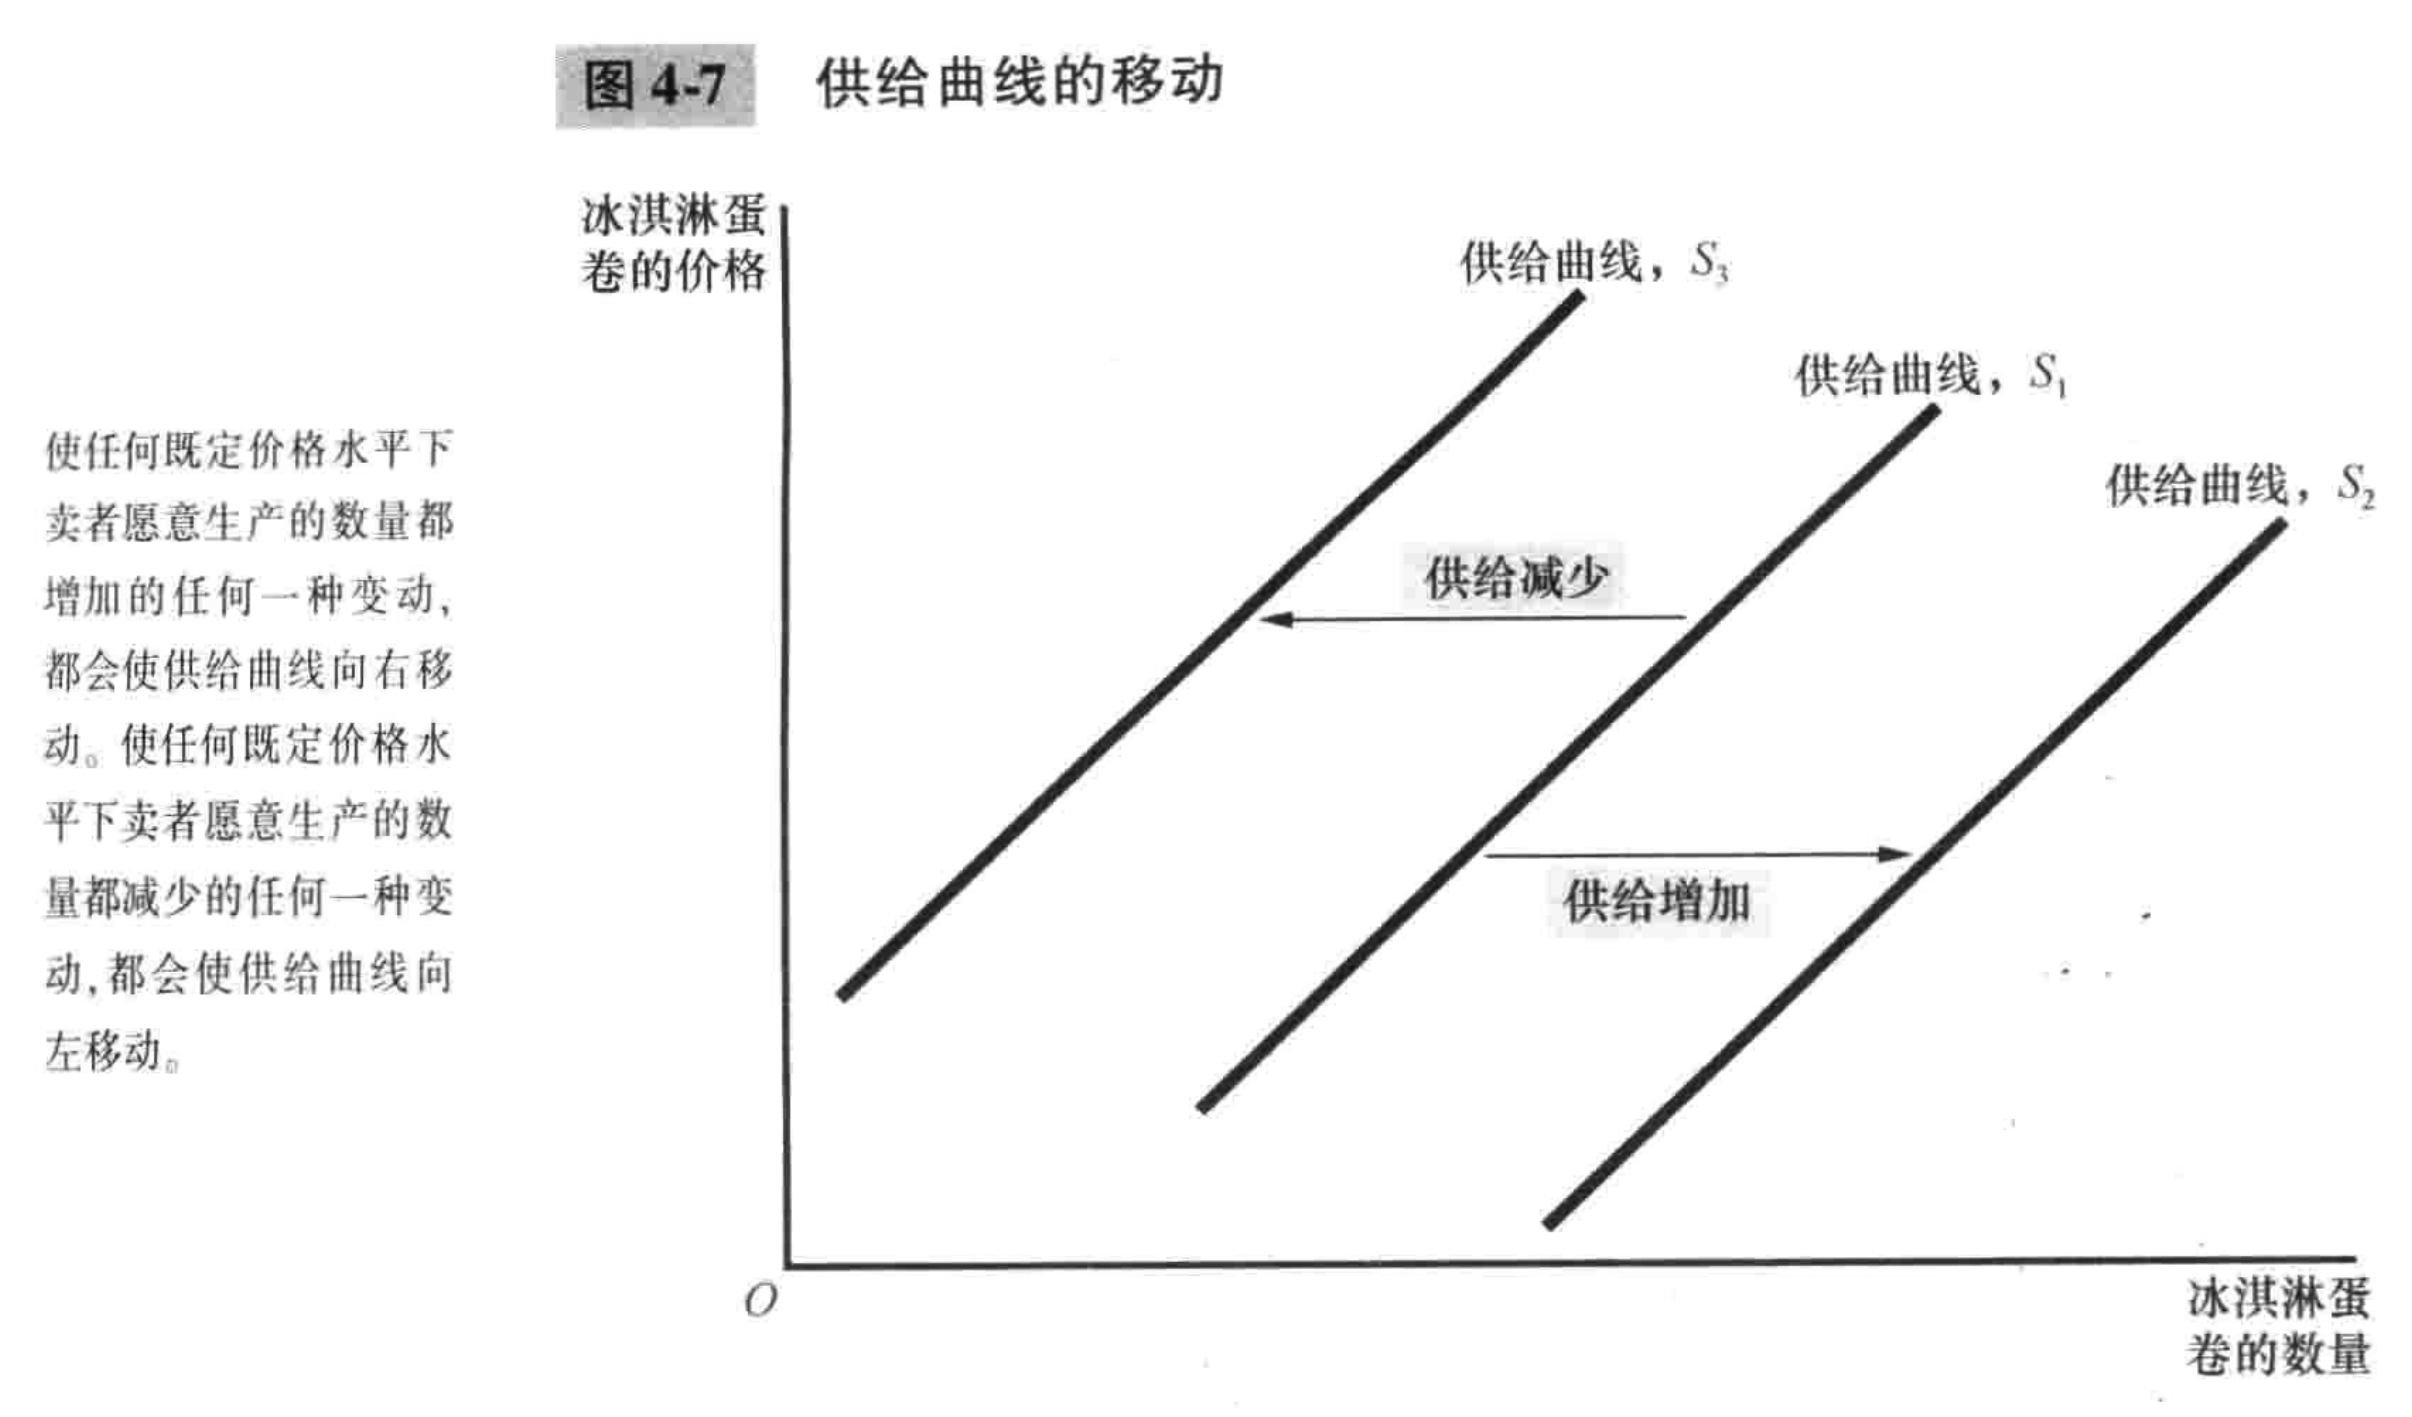 图 4-7 供给曲线的移动
冰淇淋蛋
卷的价格
供给曲线，S₃
供给曲线，S₁
供给曲线，S₂
使任何既定价格水平下
卖者愿意生产的数量都
增加的任何一种变动,
都会使供给曲线向右移
动。使任何既定价格水
平下卖者愿意生产的数
量都减少的任何一种变
动,都会使供给曲线向
左移动。
供给减少
供给增加
O
冰淇淋蛋
卷的数量